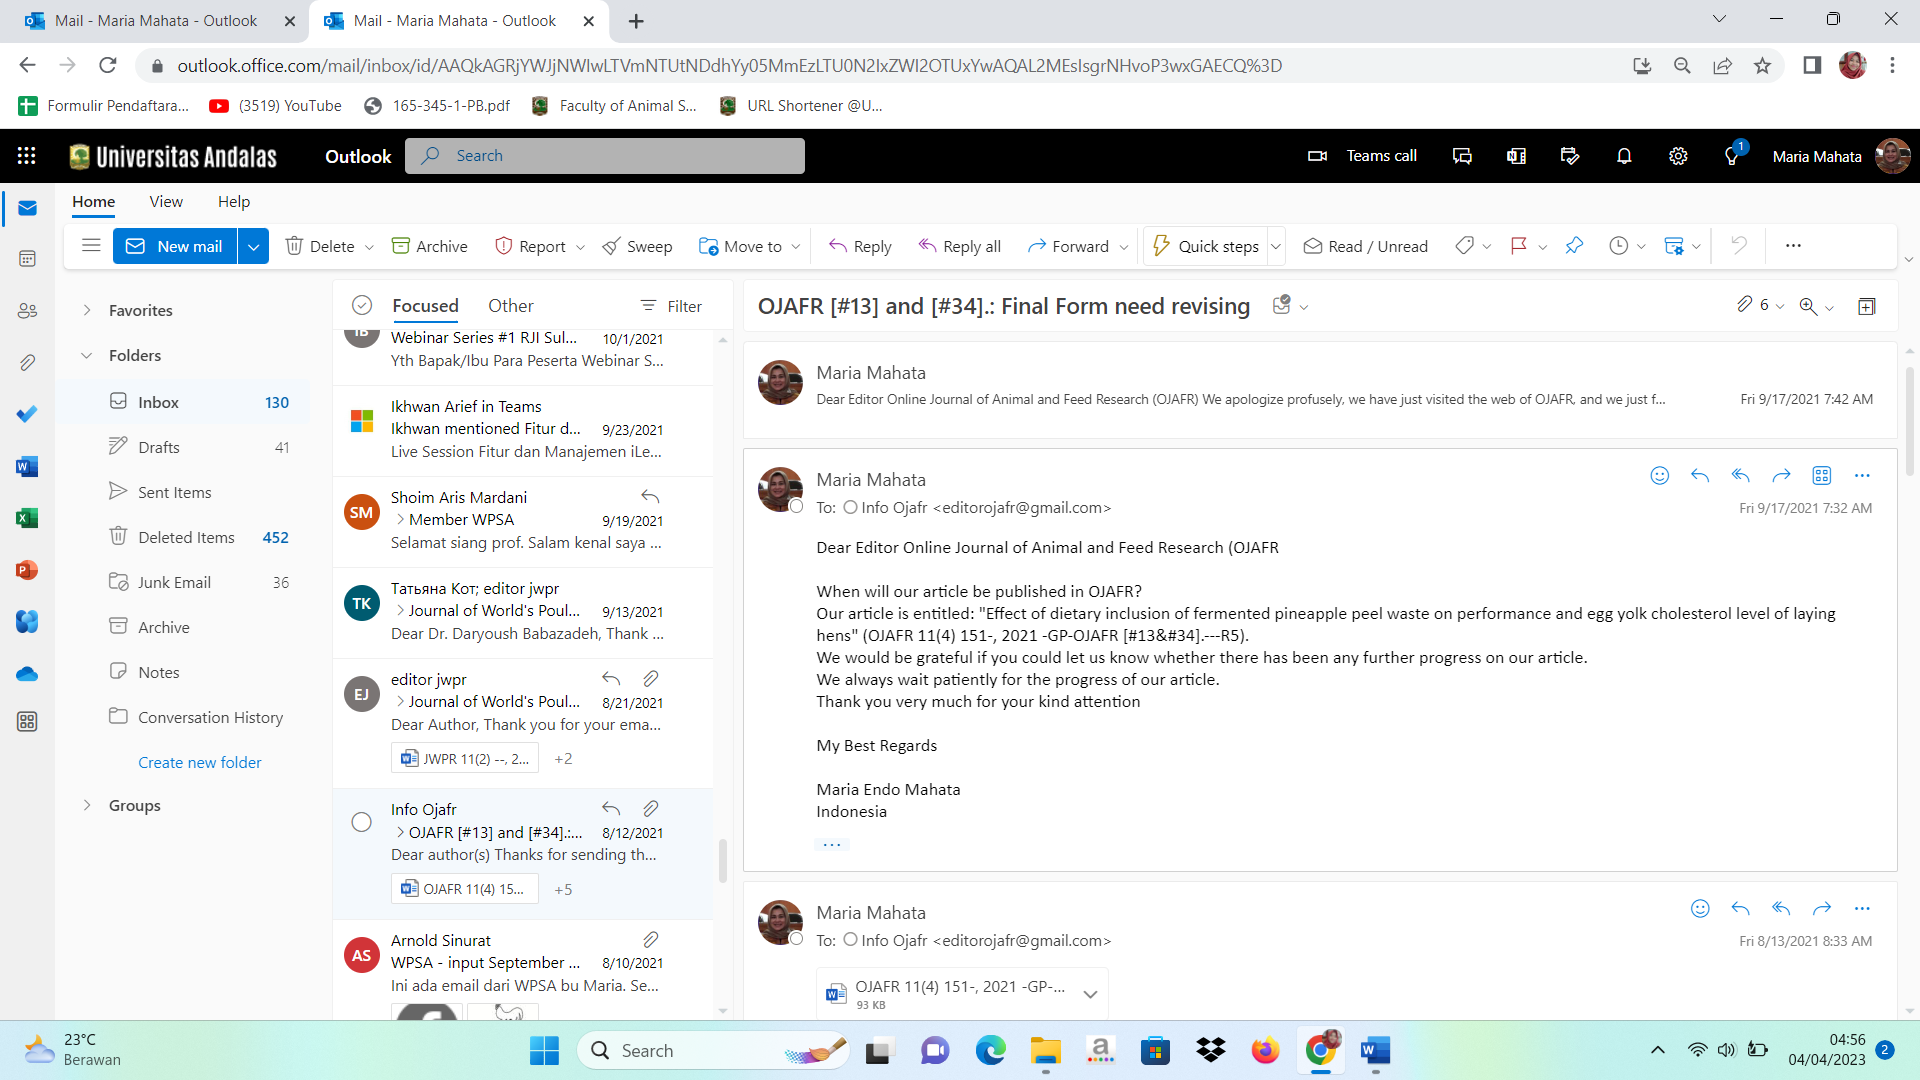 Mail - Maria Mahata - Outlook
Mail - Maria Mahata - Outlook
outlook.office.com/mail/inbox/id/AAQkAGRjYWJjNWIwLTVmNTUtNDdhYy05MmEzLTU0N2IxZWI2OTUxYwAQAL2MEsIsgrNHvoP3wxGAECQ%3D
Formulir Pendaftara...
(3519) YouTube
165-345-1-PB.pdf
Faculty of Animal S...
URL Shortener @U...
Universitas Andalas
Outlook
Search
Teams call
1
Maria Mahata
Home
View
Help
New mail
Delete
Archive
Report
Sweep
Move to
Reply
Reply all
Forward
Quick steps
Read / Unread
Favorites
Folders
Inbox 130
Drafts 41
Sent Items
Deleted Items 452
Junk Email 36
Archive
Notes
Conversation History
Create new folder
Groups
Focused
Other
Filter
Webinar Series #1 RJI Sul... 10/1/2021
Yth Bapak/Ibu Para Peserta Webinar S...
Ikhwan Arief in Teams
Ikhwan mentioned Fitur d... 9/23/2021
Live Session Fitur dan Manajemen iLe...
SM
Shoim Aris Mardani
Member WPSA 9/19/2021
Selamat siang prof. Salam kenal saya ...
TK
Татьяна Кот; editor jwpr
Journal of World's Poul... 9/13/2021
Dear Dr. Daryoush Babazadeh, Thank ...
EJ
editor jwpr
Journal of World's Poul... 8/21/2021
Dear Author, Thank you for your ema...
JWPR 11(2) --, 2... +2
Info Ojafr
OJAFR [#13] and [#34].:... 8/12/2021
Dear author(s) Thanks for sending th...
OJAFR 11(4) 15... +5
AS
Arnold Sinurat
WPSA - input September ... 8/10/2021
Ini ada email dari WPSA bu Maria. Se...
OJAFR [#13] and [#34].: Final Form need revising
6
Maria Mahata
Dear Editor Online Journal of Animal and Feed Research (OJAFR) We apologize profusely, we have just visited the web of OJAFR, and we just f...
Fri 9/17/2021 7:42 AM
Maria Mahata
To: Info Ojafr <editorojafr@gmail.com>
Fri 9/17/2021 7:32 AM
Dear Editor Online Journal of Animal and Feed Research (OJAFR
When will our article be published in OJAFR?
Our article is entitled: "Effect of dietary inclusion of fermented pineapple peel waste on performance and egg yolk cholesterol level of laying
hens" (OJAFR 11(4) 151-, 2021 -GP-OJAFR [#13&#34].---R5).
We would be grateful if you could let us know whether there has been any further progress on our article.
We always wait patiently for the progress of our article.
Thank you very much for your kind attention
My Best Regards
Maria Endo Mahata
Indonesia
...
Maria Mahata
To: Info Ojafr <editorojafr@gmail.com>
Fri 8/13/2021 8:33 AM
OJAFR 11(4) 151-, 2021 -GP-...
93 KB
23°C
Berawan
Search
04:56
04/04/2023
2